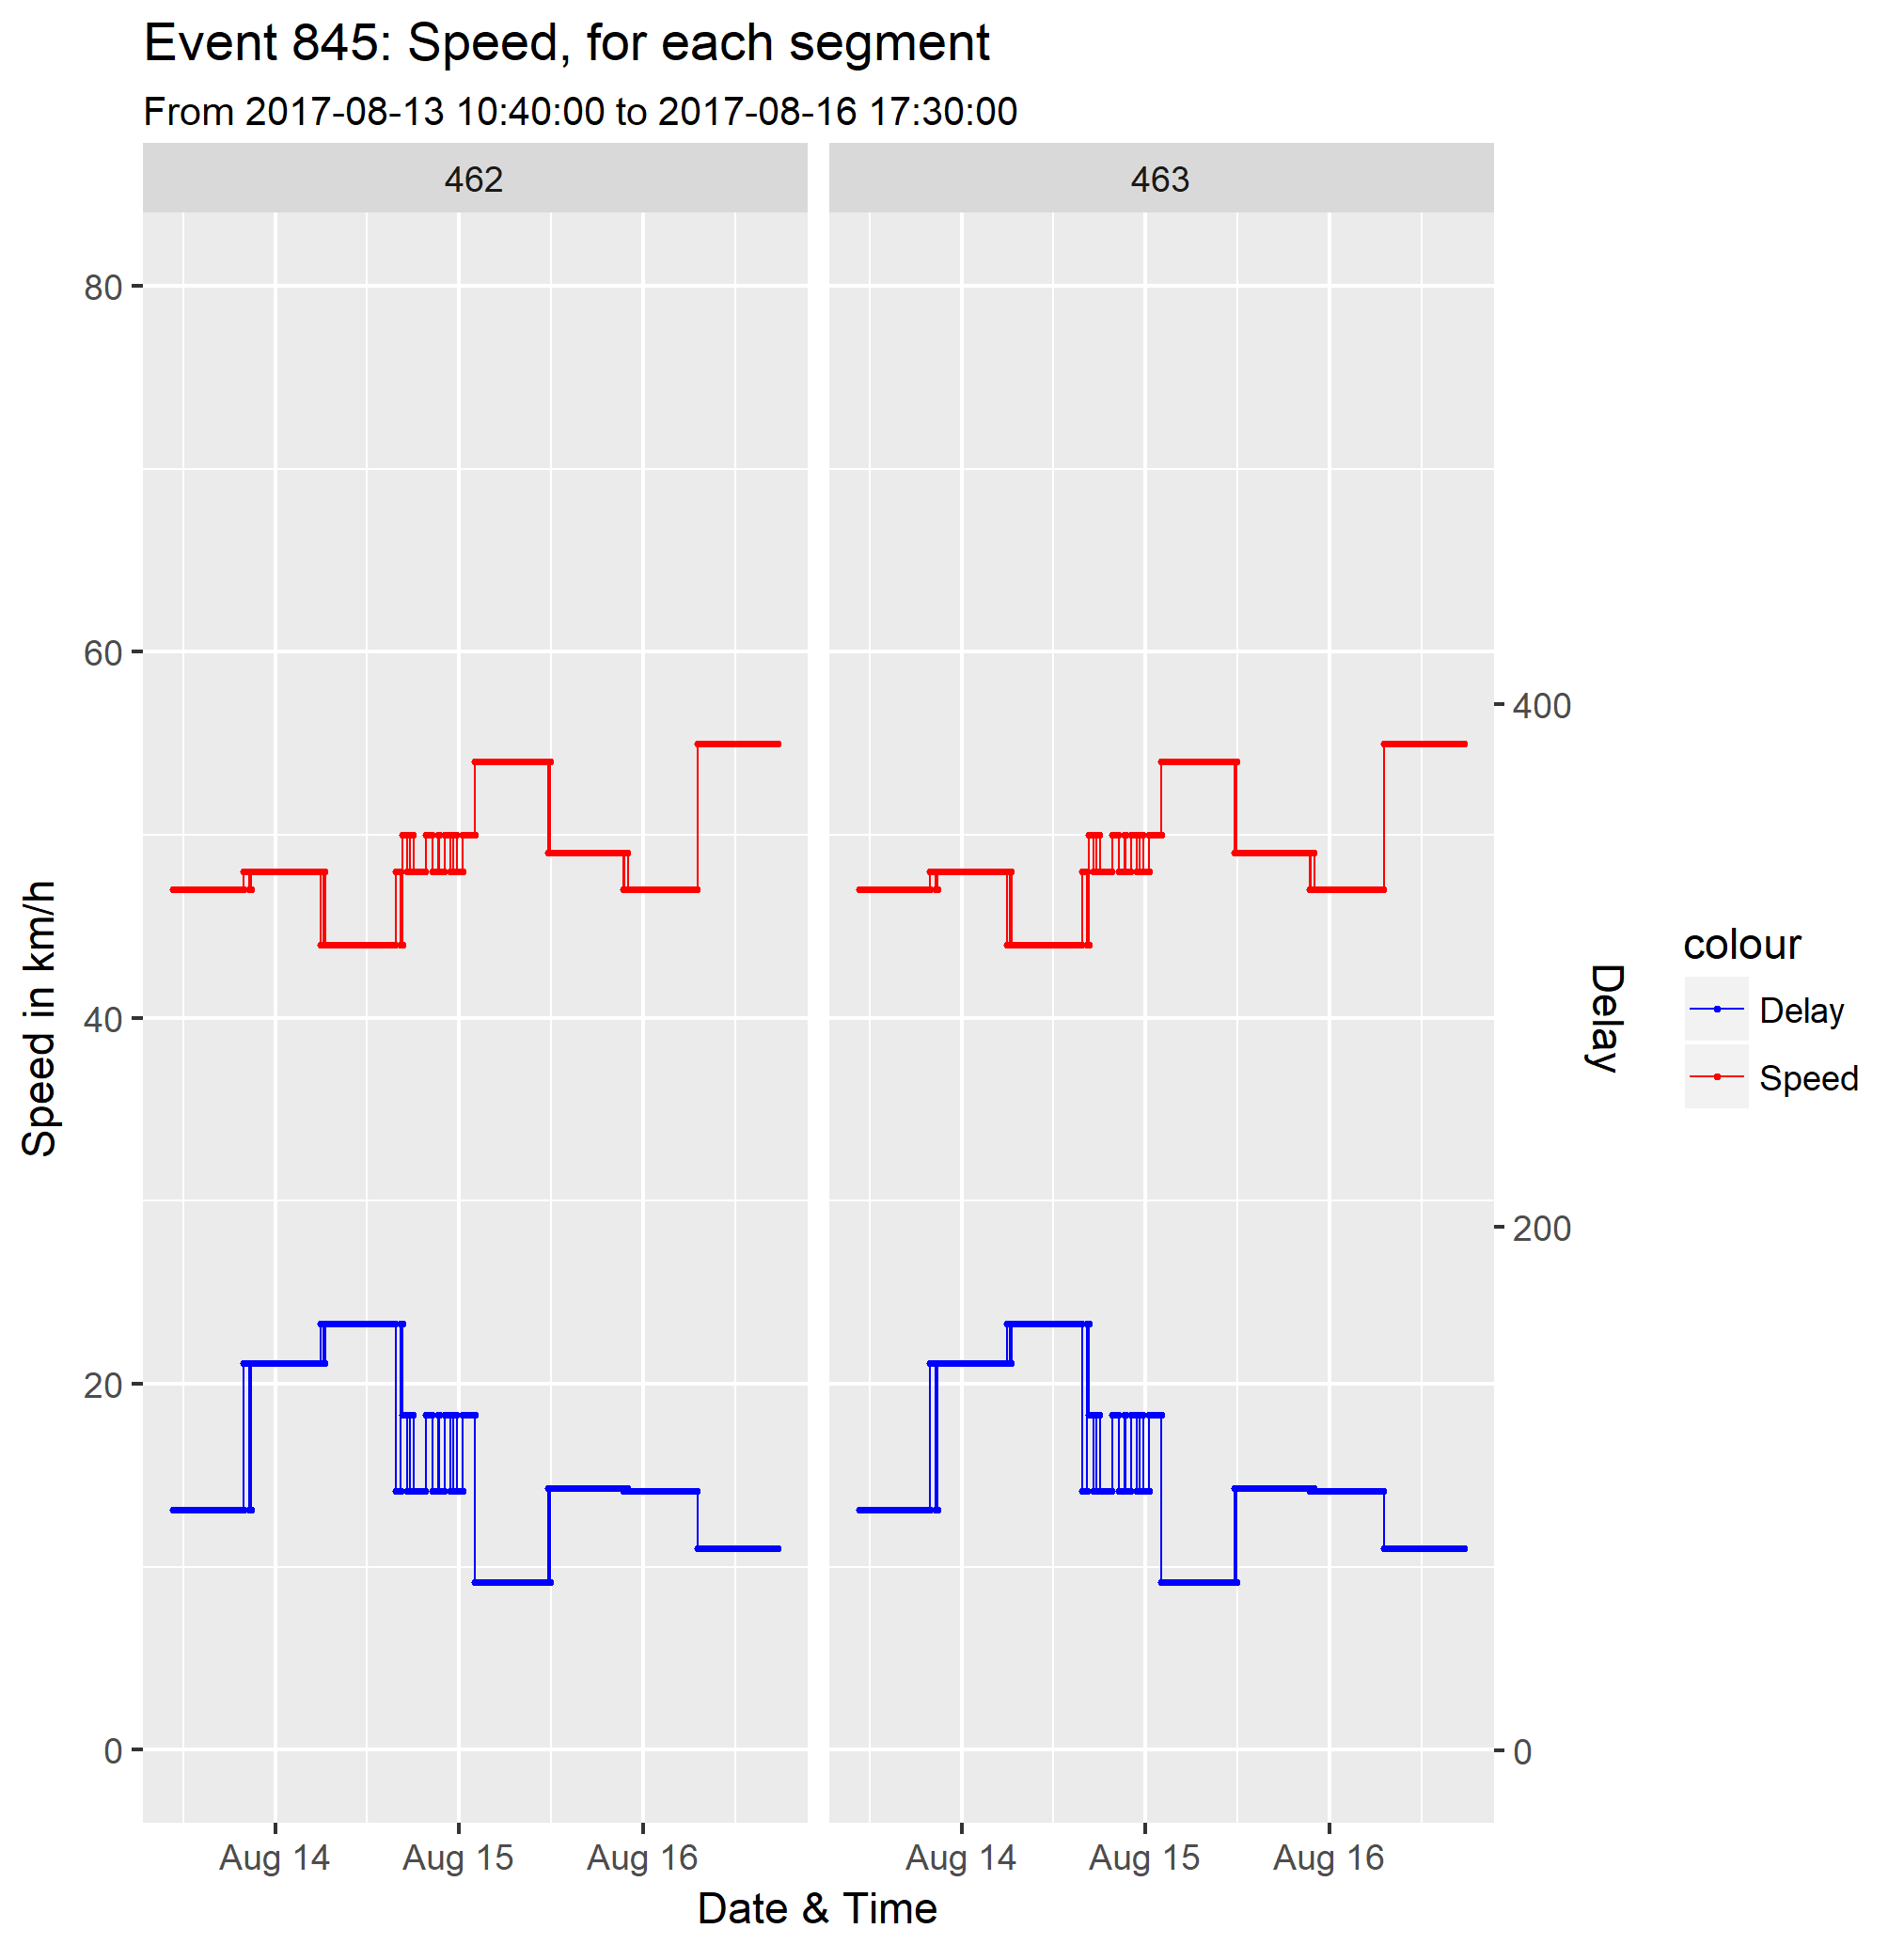 Event 845: Speed, for each segment
From 2017-08-13 10:40:00 to 2017-08-16 17:30:00
462
463
80
60
40
20
0
Speed in km/h
400
200
0
Delay
Aug 14
Aug 15
Aug 16
Aug 14
Aug 15
Aug 16
Date & Time
colour
Delay
Speed